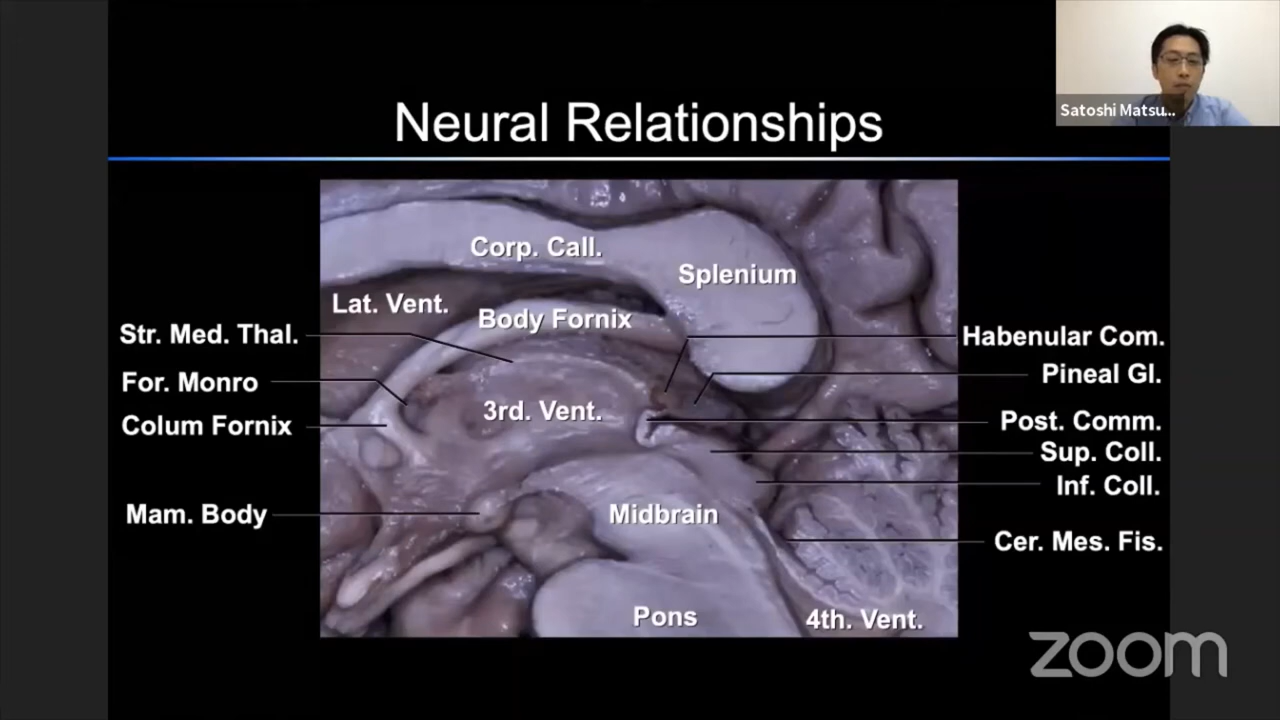 Satoshi Matsu...
Neural Relationships
Corp. Call.
Splenium
Lat. Vent.
Body Fornix
Str. Med. Thal.
Habenular Com.
For. Monro
Pineal Gl.
3rd. Vent.
Colum Fornix
Post. Comm.
Sup. Coll.
Inf. Coll.
Mam. Body
Midbrain
Cer. Mes. Fis.
Pons
4th. Vent.
zoom